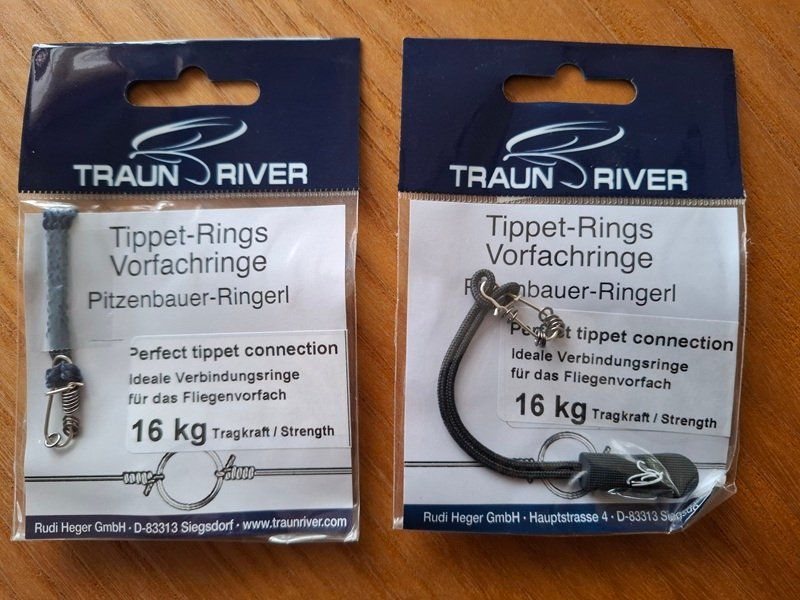 TRAUN RIVER
Tippet-Rings
Vorfachringe
Pitzenbauer-Ringerl
Perfect tippet connection
Ideale Verbindungsringe
für das Fliegenvorfach
16 kg Tragkraft / Strength
Rudi Heger GmbH · D-83313 Siegsdorf · www.traunriver.com
TRAUN RIVER
Tippet-Rings
Vorfachringe
enbauer-Ringerl
tippet connection
Ideale Verbindungsringe
für das Fliegenvorfach
16 kg Tragkraft / Strength
Rudi Heger GmbH · Hauptstrasse 4 · D-83313 Siegsdorf